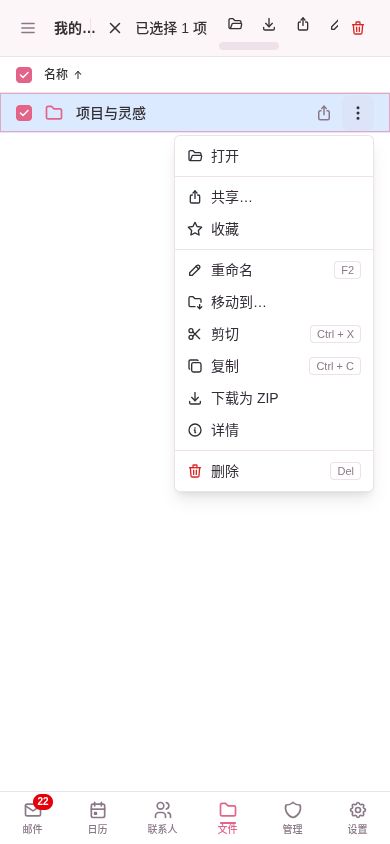 我的...
已选择 1 项
名称
项目与灵感
打开
共享...
收藏
重命名 F2
移动到...
剪切 Ctrl + X
复制 Ctrl + C
下载为 ZIP
详情
删除 Del
22
邮件 日历 联系人 文件 管理 设置